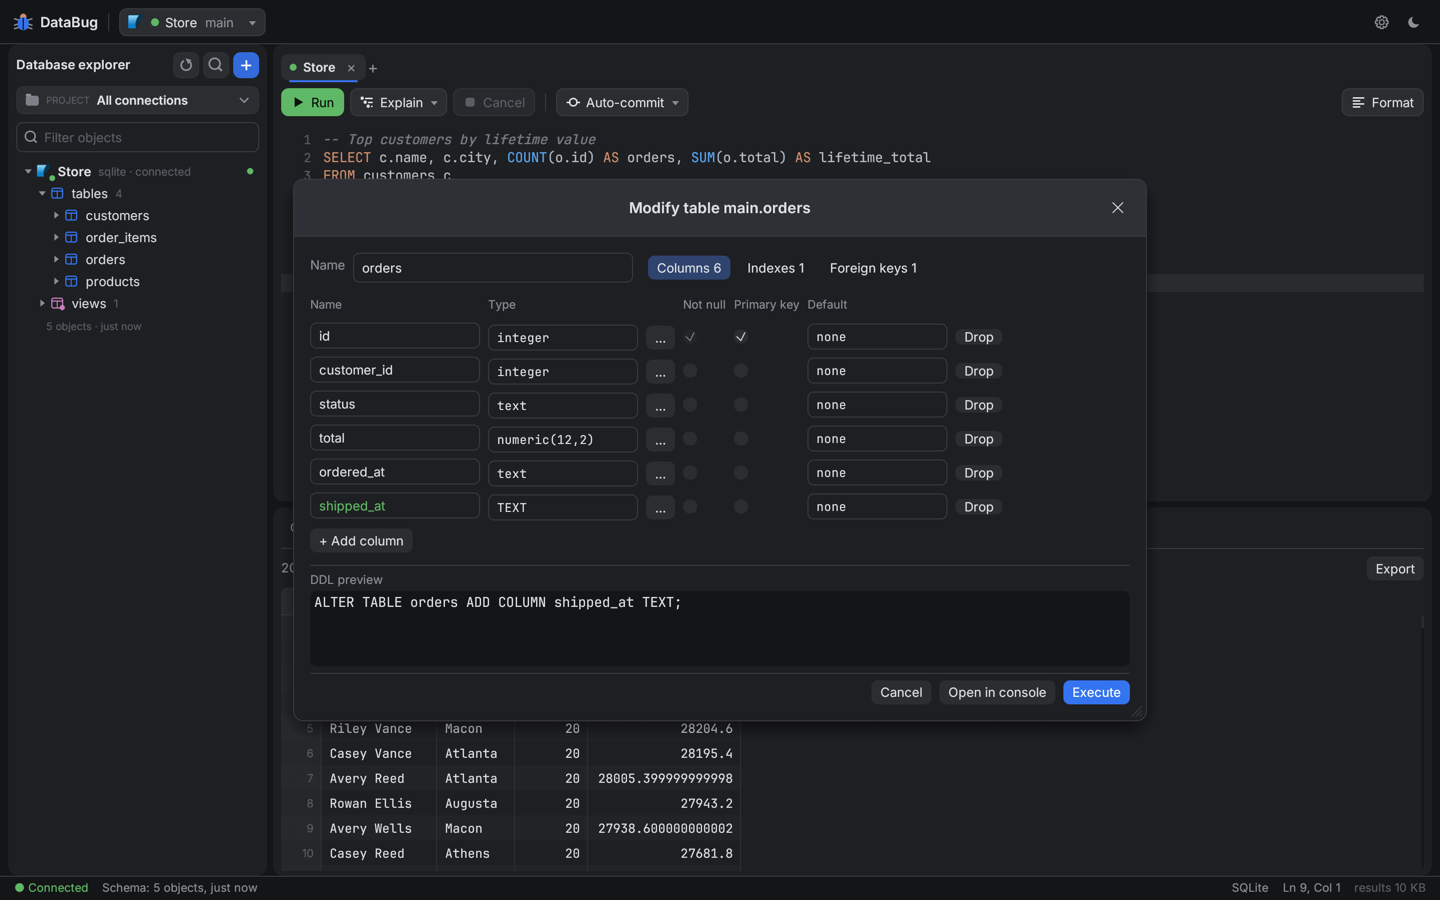 DataBug
Store main
Database explorer
PROJECT All connections
Filter objects
Store sqlite · connected
tables 4
customers
order_items
orders
products
views 1
5 objects · just now
Store × +
Run Explain Cancel Auto-commit Format
1 -- Top customers by lifetime value
2 SELECT c.name, c.city, COUNT(o.id) AS orders, SUM(o.total) AS lifetime_total
3 FROM customers c
Modify table main.orders
Name orders Columns 6 Indexes 1 Foreign keys 1
Name Type Not null Primary key Default
id integer ... none Drop
customer_id integer ... none Drop
status text ... none Drop
total numeric(12,2) ... none Drop
ordered_at text ... none Drop
shipped_at TEXT ... none Drop
+ Add column
DDL preview
ALTER TABLE orders ADD COLUMN shipped_at TEXT;
Cancel Open in console Execute
Export
5 Riley Vance Macon 20 28204.6
6 Casey Vance Atlanta 20 28195.4
7 Avery Reed Atlanta 20 28005.399999999998
8 Rowan Ellis Augusta 20 27943.2
9 Avery Wells Macon 20 27938.600000000002
10 Casey Reed Athens 20 27681.8
Connected Schema: 5 objects, just now
SQLite Ln 9, Col 1 results 10 KB